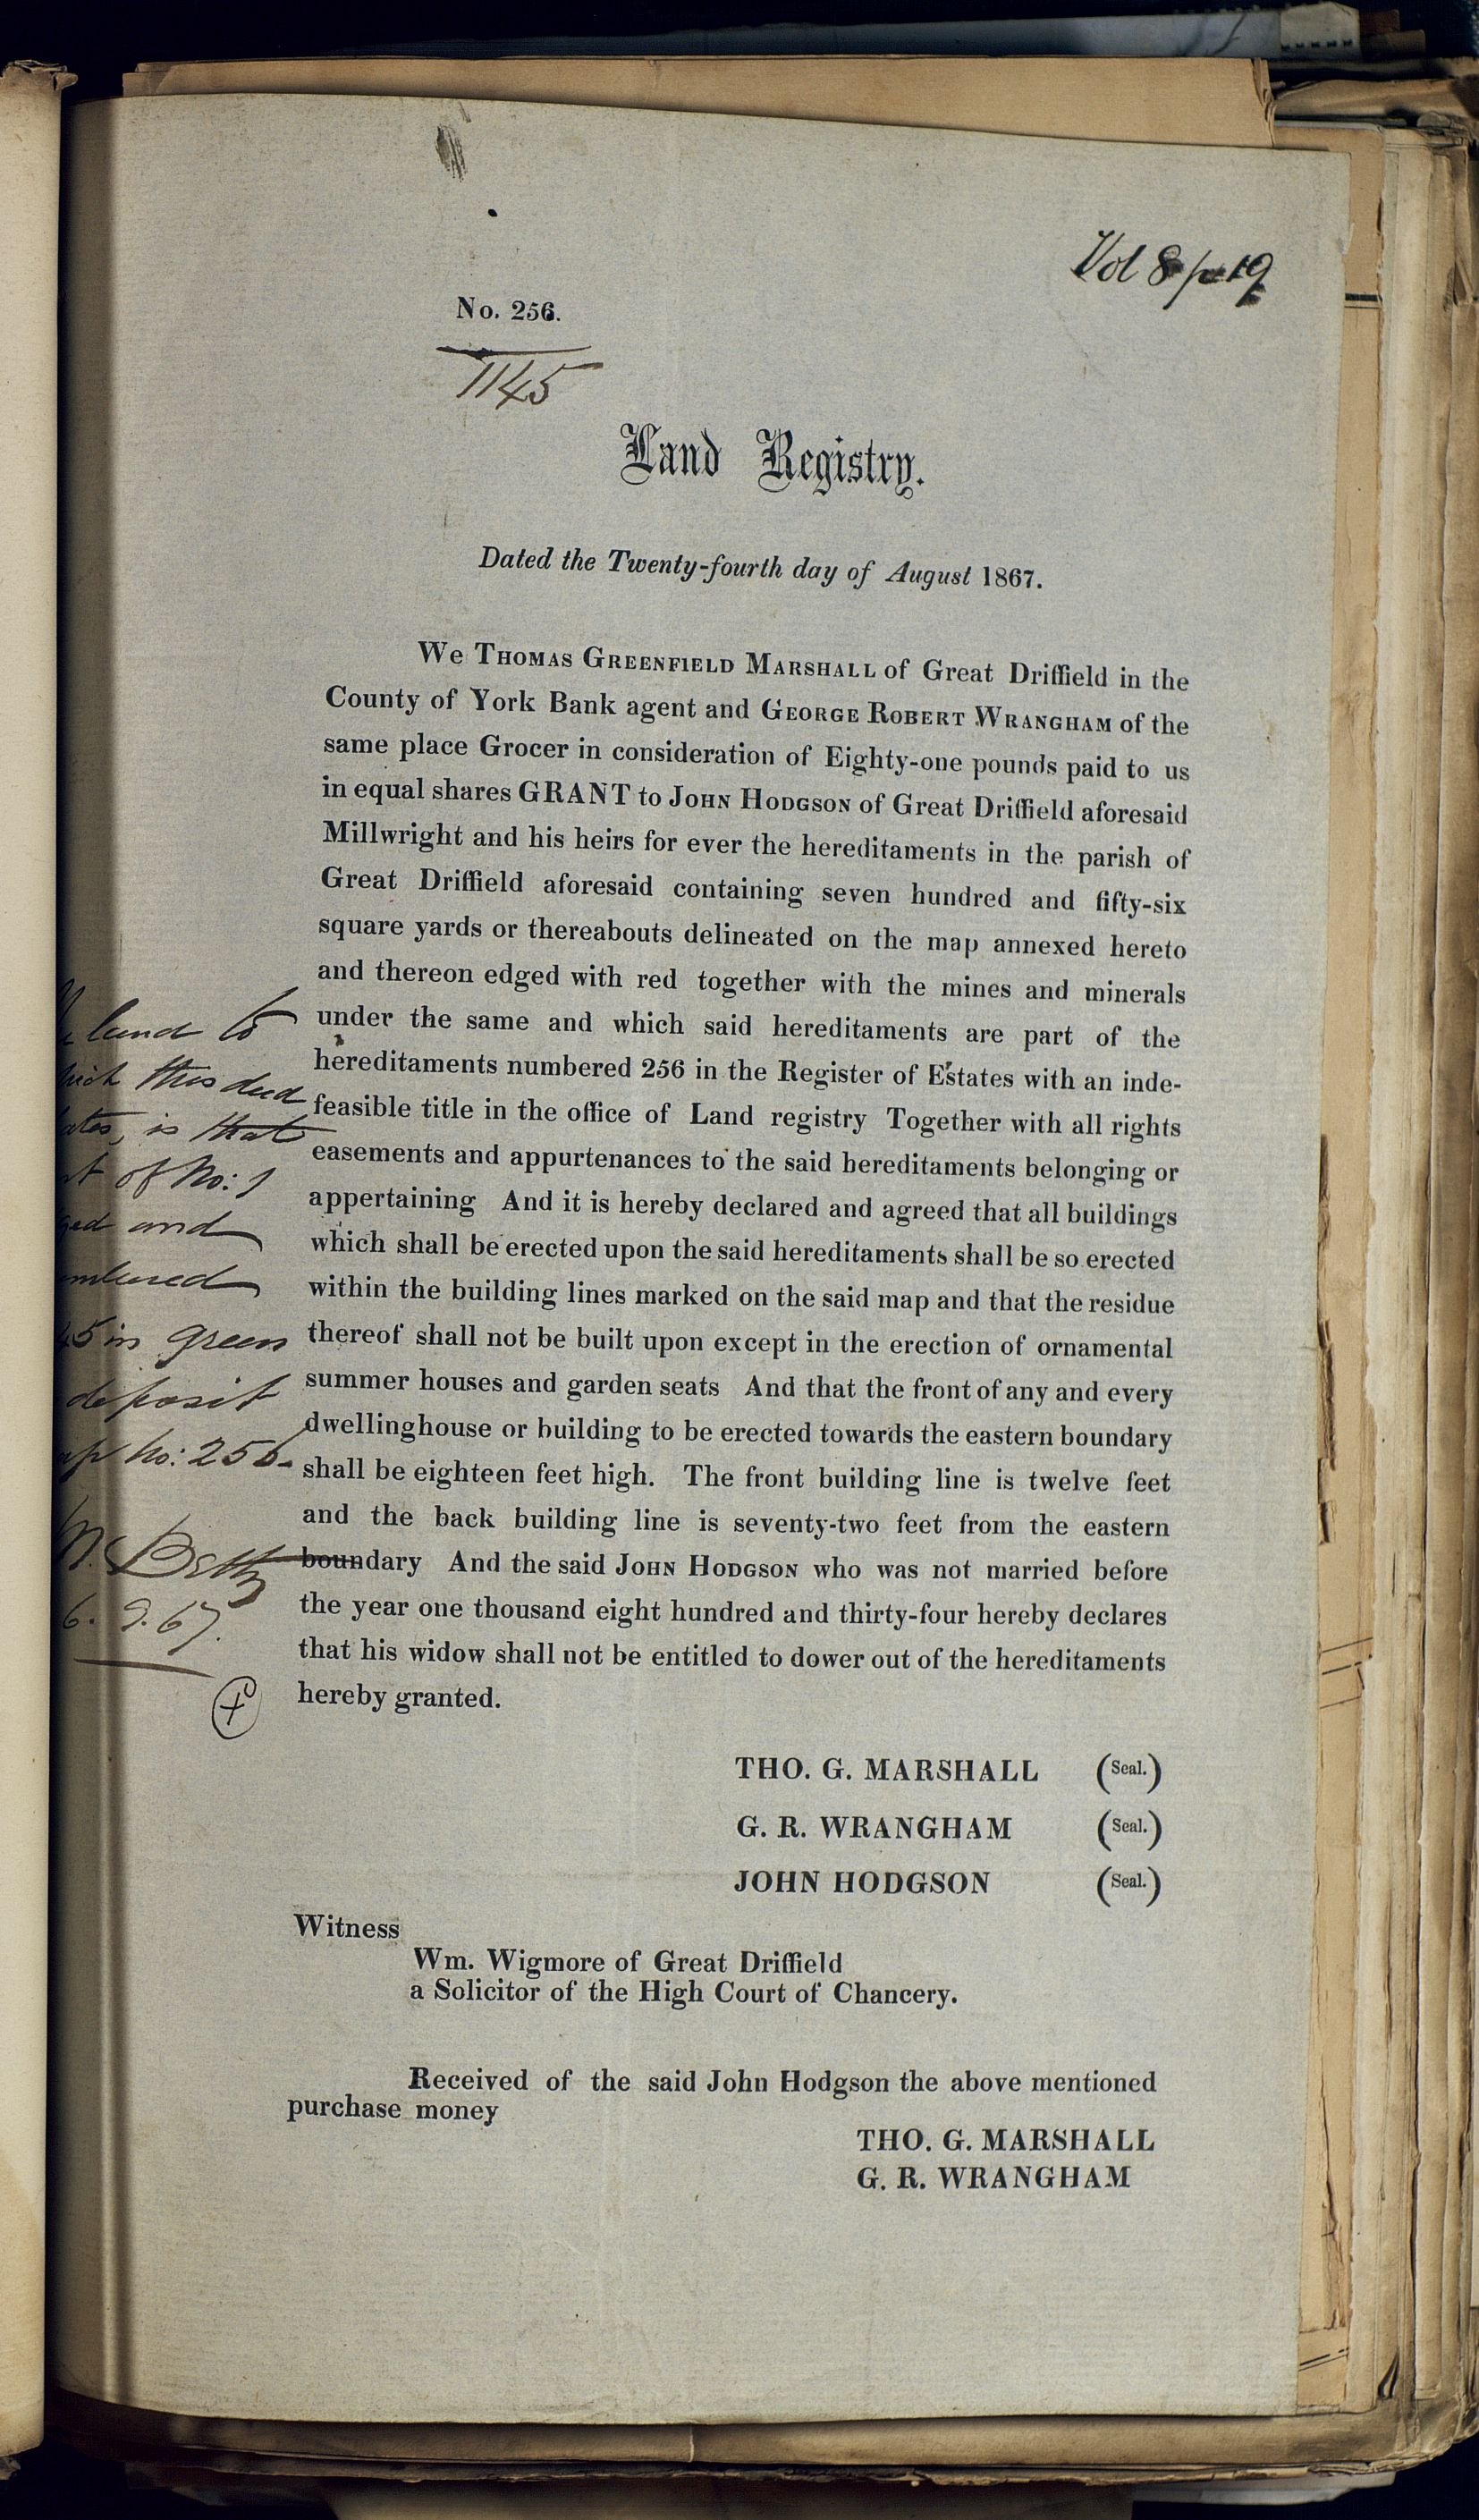 Vol 8 p 19
No. 256.
1145
Land Registry.
Dated the Twenty-fourth day of August 1867.
We THOMAS GREENFIELD MARSHALL of Great Driffield in the
County of York Bank agent and GEORGE ROBERT WRANGHAM of the
same place Grocer in consideration of Eighty-one pounds paid to us
in equal shares GRANT to JOHN HODGSON of Great Driffield aforesaid
Millwright and his heirs for ever the hereditaments in the parish of
Great Driffield aforesaid containing seven hundred and fifty-six
square yards or thereabouts delineated on the map annexed hereto
and thereon edged with red together with the mines and minerals
under the same and which said hereditaments are part of the
hereditaments numbered 256 in the Register of Estates with an inde-
feasible title in the office of Land registry Together with all rights
easements and appurtenances to the said hereditaments belonging or
appertaining And it is hereby declared and agreed that all buildings
which shall be erected upon the said hereditaments shall be so erected
within the building lines marked on the said map and that the residue
thereof shall not be built upon except in the erection of ornamental
summer houses and garden seats And that the front of any and every
dwellinghouse or building to be erected towards the eastern boundary
shall be eighteen feet high. The front building line is twelve feet
and the back building line is seventy-two feet from the eastern
boundary And the said JOHN HODGSON who was not married before
the year one thousand eight hundred and thirty-four hereby declares
that his widow shall not be entitled to dower out of the hereditaments
hereby granted.
land to
this deed
is that
of No: 1
and
45 in green
deposit
No: 256-
9.67.
THO. G. MARSHALL (Seal.)
G. R. WRANGHAM (Seal.)
JOHN HODGSON (Seal.)
Witness
Wm. Wigmore of Great Driffield
a Solicitor of the High Court of Chancery.
Received of the said John Hodgson the above mentioned
purchase money
THO. G. MARSHALL
G. R. WRANGHAM